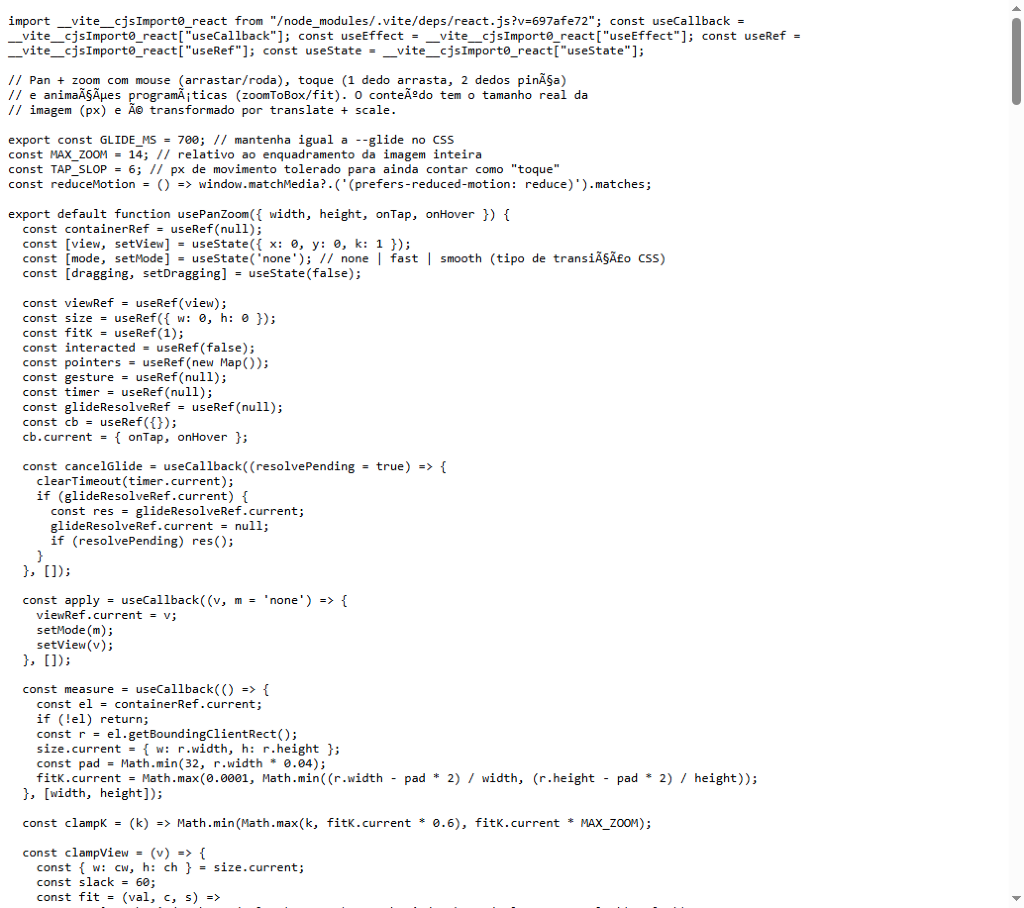 import __vite__cjsImport0_react from "/node_modules/.vite/deps/react.js?v=697afe72"; const useCallback =
__vite__cjsImport0_react["useCallback"]; const useEffect = __vite__cjsImport0_react["useEffect"]; const useRef =
__vite__cjsImport0_react["useRef"]; const useState = __vite__cjsImport0_react["useState"];

// Pan + zoom com mouse (arrastar/roda), toque (1 dedo arrasta, 2 dedos pinÃ§a)
// e animaÃ§Ãµes programÃ¡ticas (zoomToBox/fit). O conteÃºdo tem o tamanho real da
// imagem (px) e Ã© transformado por translate + scale.

export const GLIDE_MS = 700; // mantenha igual a --glide no CSS
const MAX_ZOOM = 14; // relativo ao enquadramento da imagem inteira
const TAP_SLOP = 6; // px de movimento tolerado para ainda contar como "toque"
const reduceMotion = () => window.matchMedia?.('(prefers-reduced-motion: reduce)').matches;

export default function usePanZoom({ width, height, onTap, onHover }) {
  const containerRef = useRef(null);
  const [view, setView] = useState({ x: 0, y: 0, k: 1 });
  const [mode, setMode] = useState('none'); // none | fast | smooth (tipo de transiÃ§Ã£o CSS)
  const [dragging, setDragging] = useState(false);

  const viewRef = useRef(view);
  const size = useRef({ w: 0, h: 0 });
  const fitK = useRef(1);
  const interacted = useRef(false);
  const pointers = useRef(new Map());
  const gesture = useRef(null);
  const timer = useRef(null);
  const glideResolveRef = useRef(null);
  const cb = useRef({});
  cb.current = { onTap, onHover };

  const cancelGlide = useCallback((resolvePending = true) => {
    clearTimeout(timer.current);
    if (glideResolveRef.current) {
      const res = glideResolveRef.current;
      glideResolveRef.current = null;
      if (resolvePending) res();
    }
  }, []);

  const apply = useCallback((v, m = 'none') => {
    viewRef.current = v;
    setMode(m);
    setView(v);
  }, []);

  const measure = useCallback(() => {
    const el = containerRef.current;
    if (!el) return;
    const r = el.getBoundingClientRect();
    size.current = { w: r.width, h: r.height };
    const pad = Math.min(32, r.width * 0.04);
    fitK.current = Math.max(0.0001, Math.min((r.width - pad * 2) / width, (r.height - pad * 2) / height));
  }, [width, height]);

  const clampK = (k) => Math.min(Math.max(k, fitK.current * 0.6), fitK.current * MAX_ZOOM);

  const clampView = (v) => {
    const { w: cw, h: ch } = size.current;
    const slack = 60;
    const fit = (val, c, s) =>